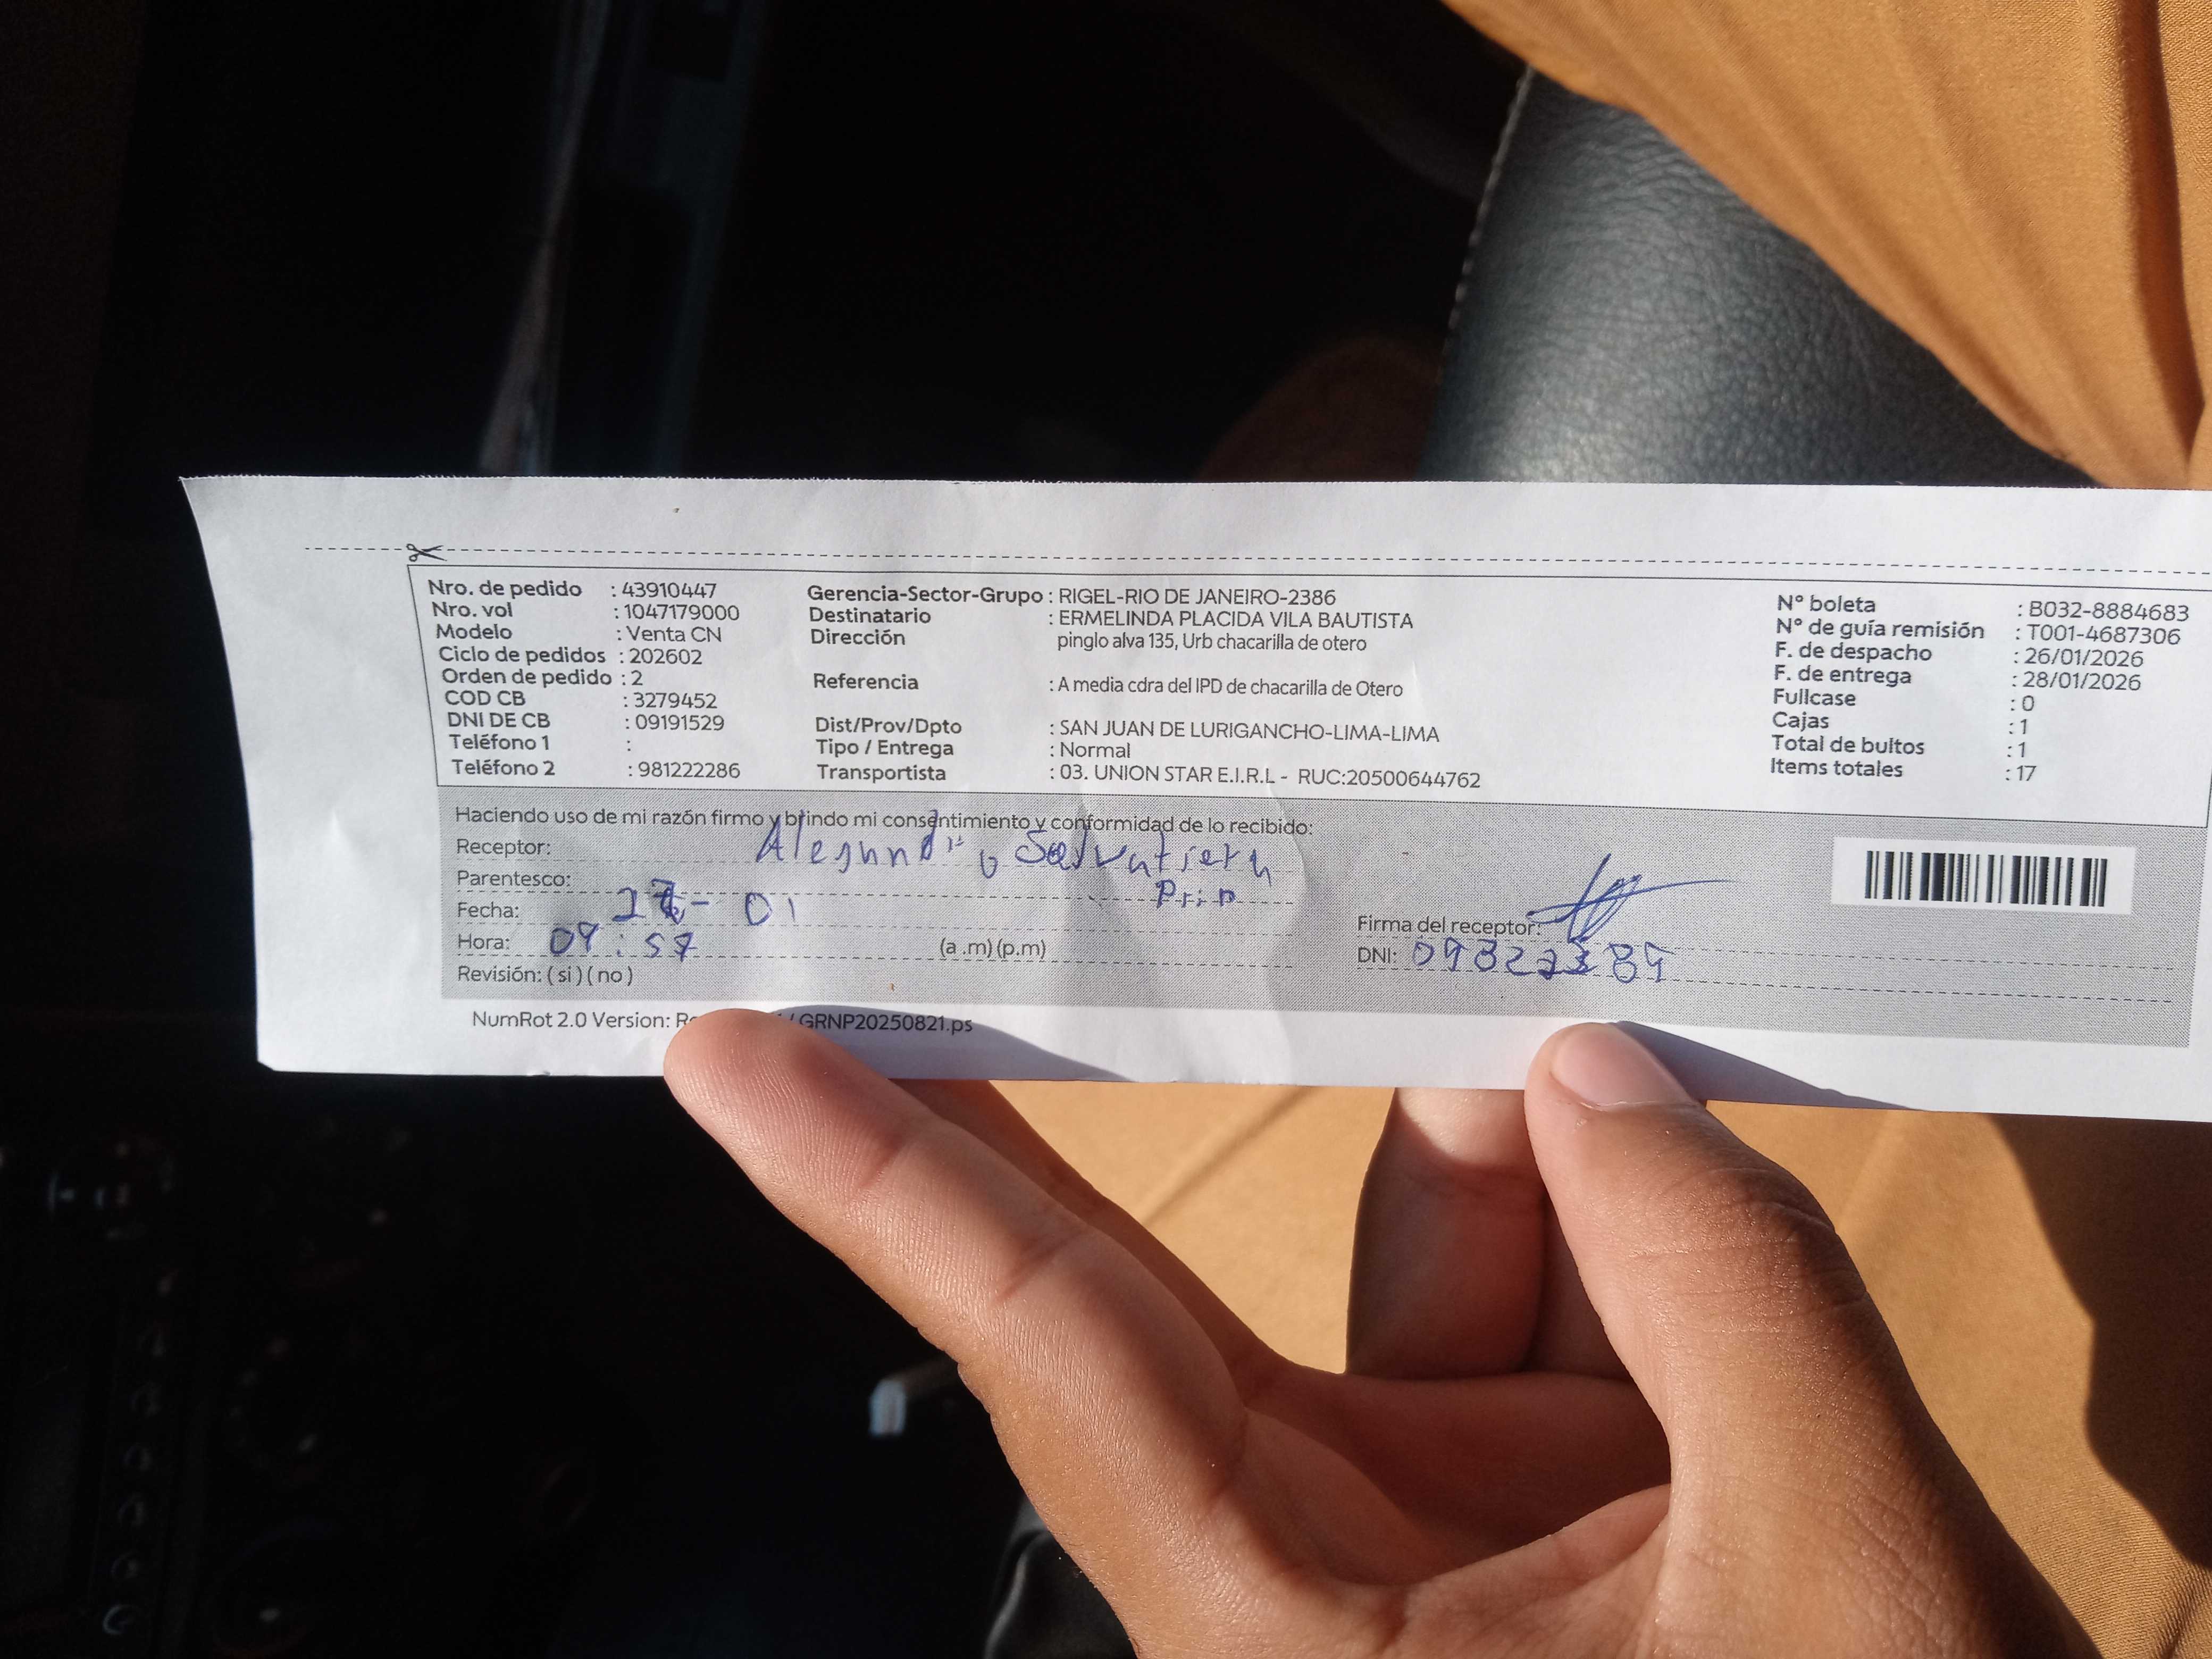 Nro. de pedido : 43910447
Nro. vol : 1047179000
Modelo : Venta CN
Ciclo de pedidos : 202602
Orden de pedido : 2
COD CB : 3279452
DNI DE CB : 09191529
Teléfono 1 :
Teléfono 2 : 981222286
Gerencia-Sector-Grupo : RIGEL-RIO DE JANEIRO-2386
Destinatario : ERMELINDA PLACIDA VILA BAUTISTA
Dirección pinglo alva 135, Urb chacarilla de otero
Referencia : A media cdra del IPD de chacarilla de Otero
Dist/Prov/Dpto : SAN JUAN DE LURIGANCHO-LIMA-LIMA
Tipo / Entrega : Normal
Transportista : 03. UNION STAR E.I.R.L - RUC:20500644762
N° boleta : B032-8884683
N° de guía remisión : T001-4687306
F. de despacho : 26/01/2026
F. de entrega : 28/01/2026
Fullcase : 0
Cajas : 1
Total de bultos : 1
Items totales : 17
Haciendo uso de mi razón firmo y brindo mi consentimiento y conformidad de lo recibido:
Receptor:
Parentesco:
Fecha: 27 - 01
Hora: 09:57 (a .m) (p.m)
Revisión: ( si ) ( no )
Firma del receptor:
DNI:
NumRot 2.0 Version: / GRNP20250821.ps